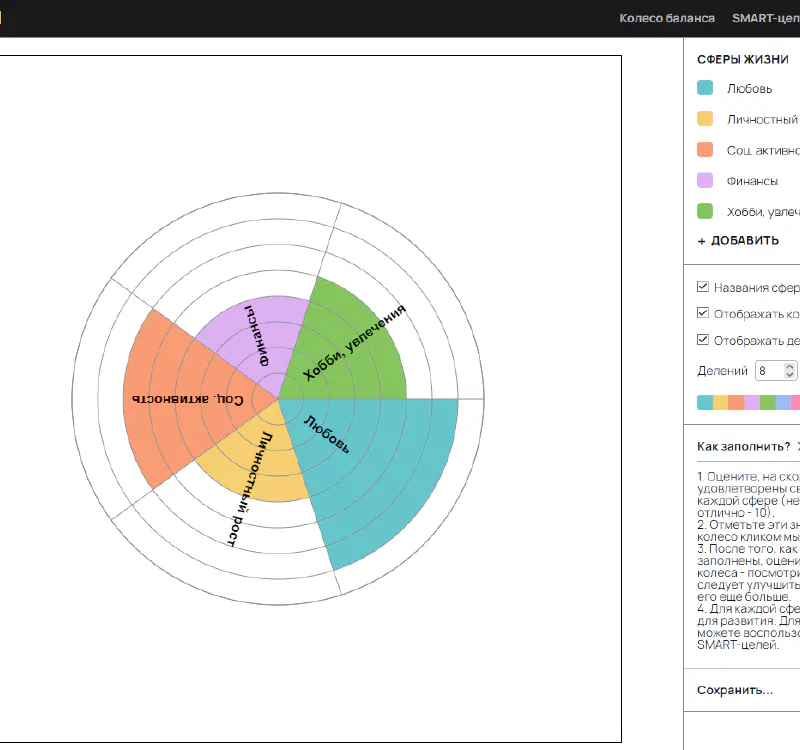 Колесо баланса
SMART-цел
СФЕРЫ ЖИЗНИ
Любовь
Личностный
Соц. активно
Финансы
Хобби, увлеч
+ ДОБАВИТЬ
Названия сфер
Отображать ко
Отображать де
Делений 8
Как заполнить?
1. Оцените, на ско
удовлетворены св
каждой сфере (не
отлично - 10).
2. Отметьте эти зн
колесо кликом мы
3. После того, как
заполнены, оцени
колеса - посмотри
следует улучшить
его еще больше.
4. Для каждой сфе
для развития. Для
можете воспользо
SMART-целей.
Сохранить...
Финансы
Хобби, увлечения
Соц. активность
Любовь
Личностный рост